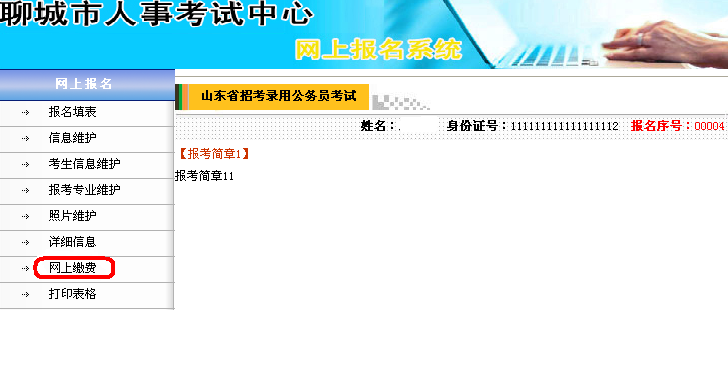 聊城市人事考试中心
网上报名系统
网上报名
报名填表
信息维护
考生信息维护
报考专业维护
照片维护
详细信息
网上缴费
打印表格
山东省招考录用公务员考试
姓名：. 身份证号：111111111111111112 报名序号：00004
【报考简章1】
报考简章11